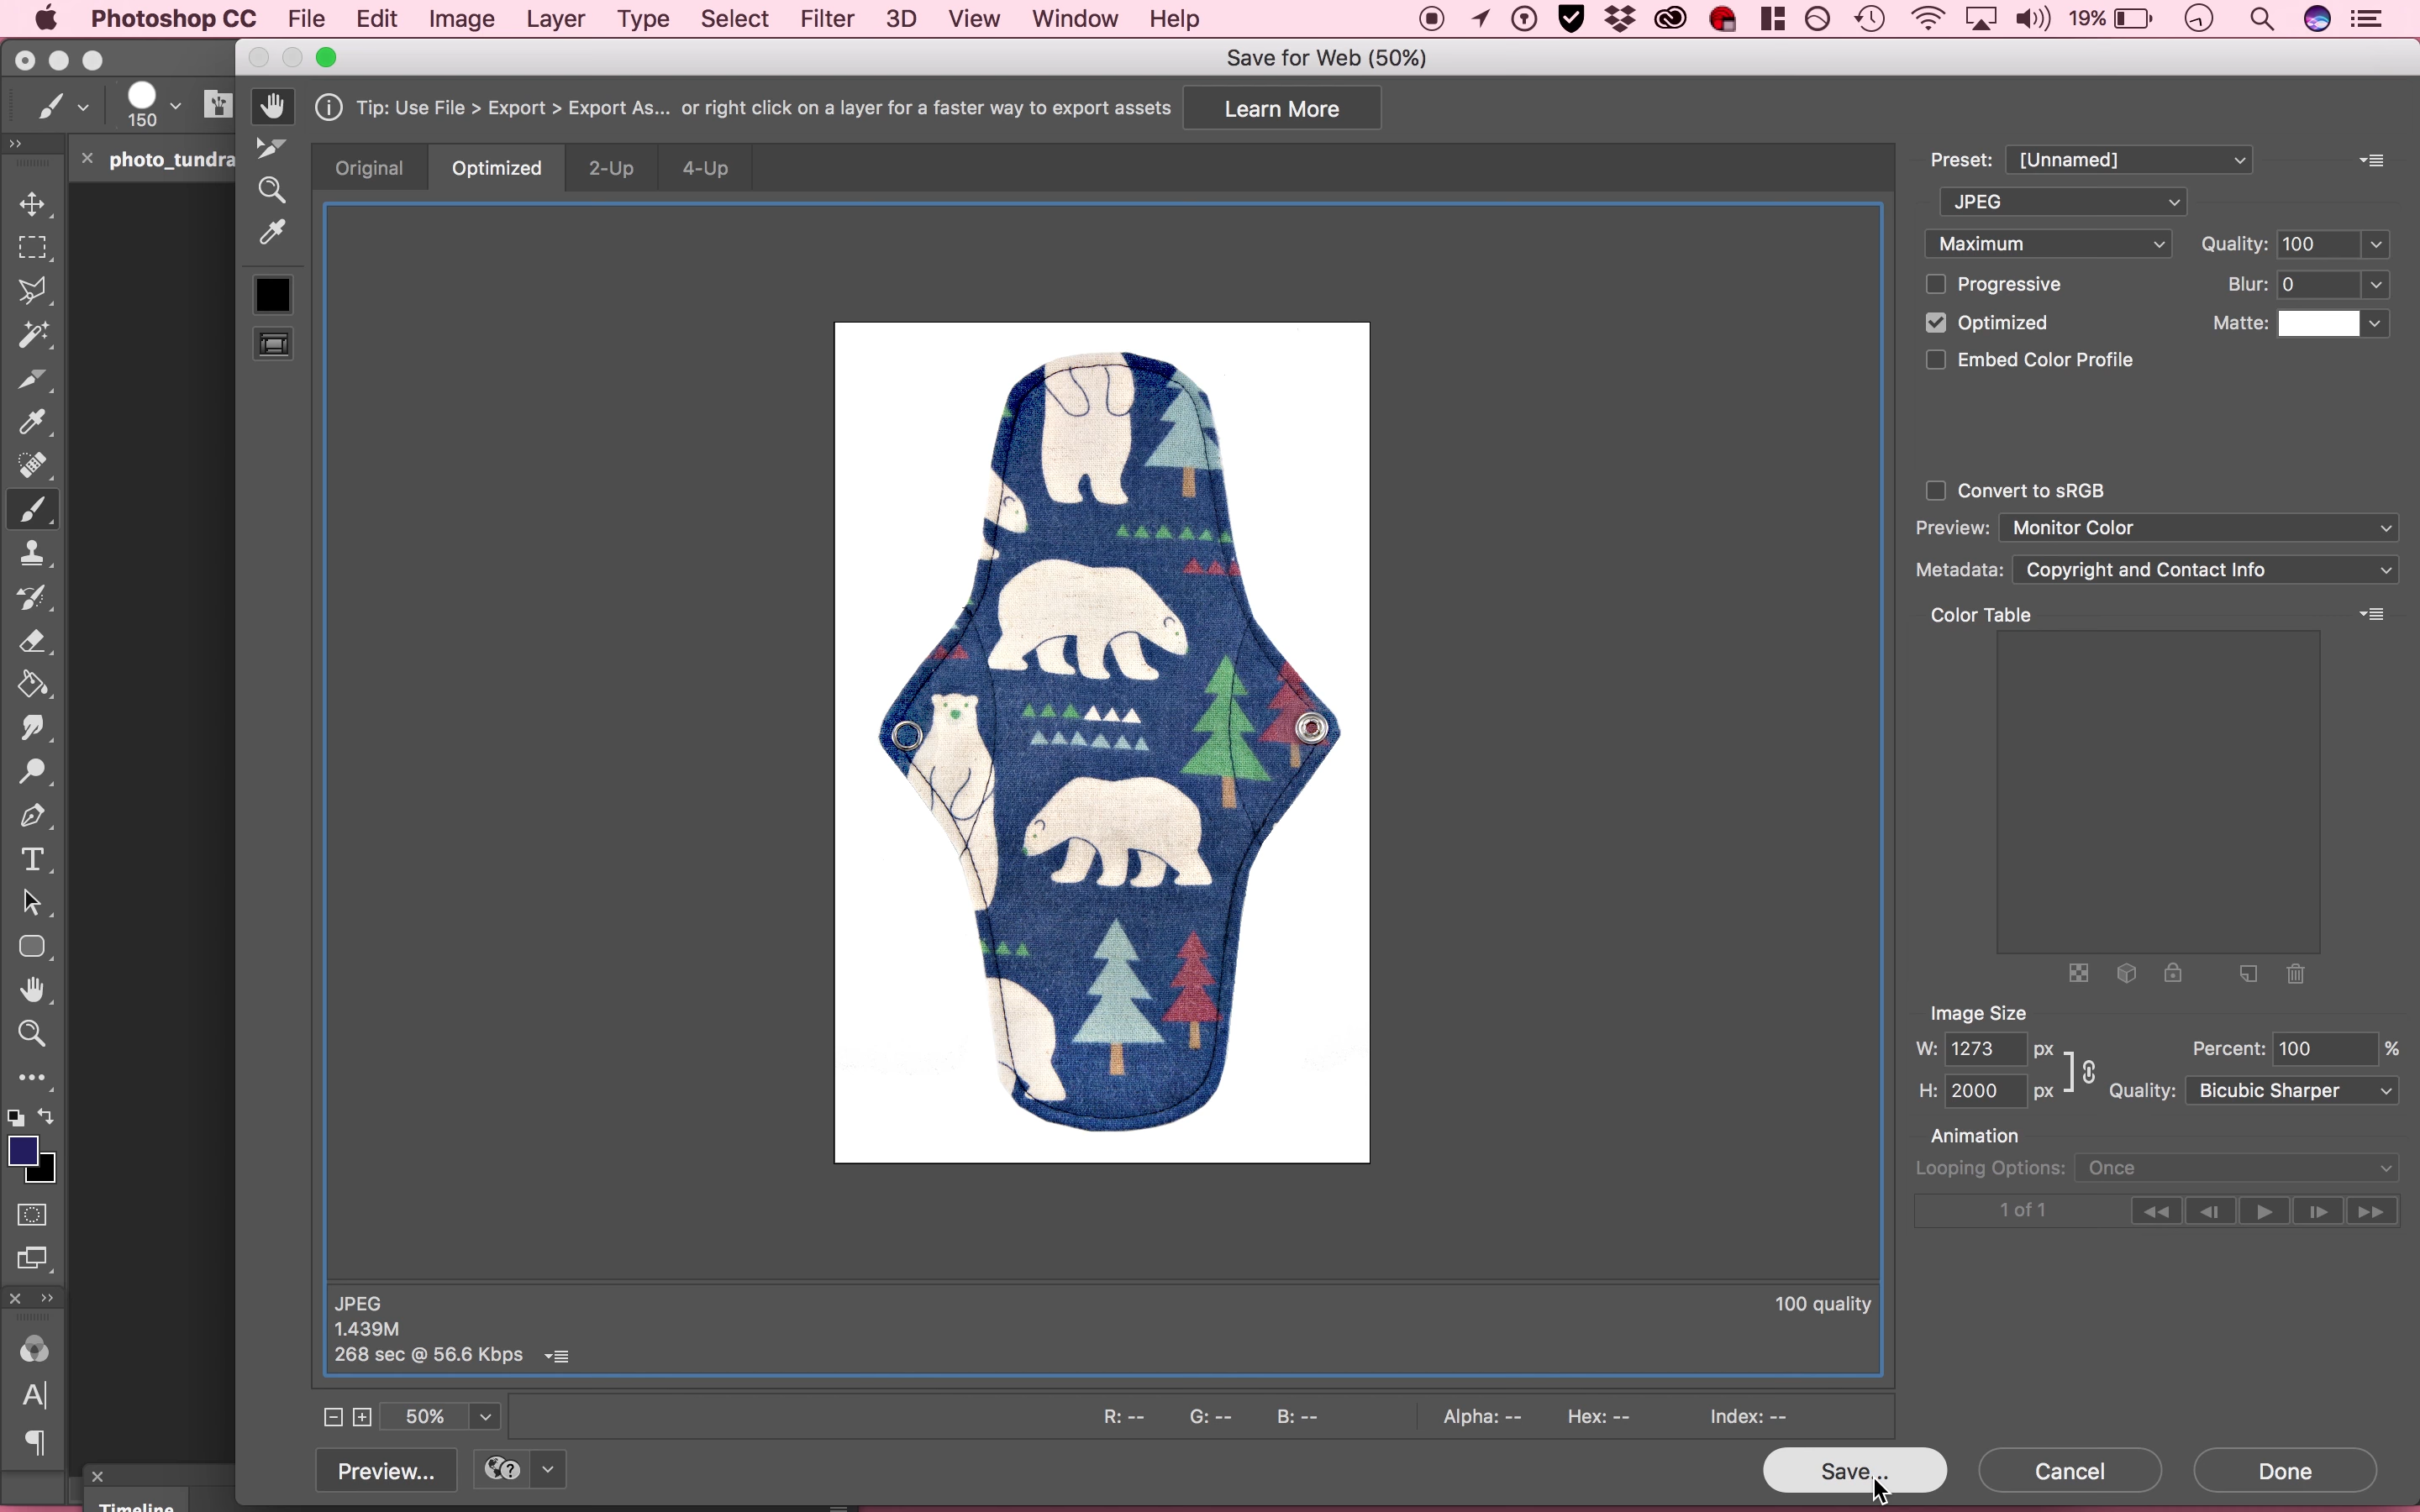 Photoshop CC File Edit Image Layer Type Select Filter 3D View Window Help 19%
Save for Web (50%)
150
Tip: Use File > Export > Export As... or right click on a layer for a faster way to export assets Learn More
photo_tundra
Original Optimized 2-Up 4-Up
Preset: [Unnamed]
JPEG
Maximum Quality: 100
Progressive Blur: 0
Optimized Matte:
Embed Color Profile
Convert to sRGB
Preview: Monitor Color
Metadata: Copyright and Contact Info
Color Table
Image Size
W: 1273 px Percent: 100 %
H: 2000 px Quality: Bicubic Sharper
Animation
Looping Options: Once
1 of 1
JPEG 100 quality
1.439M
268 sec @ 56.6 Kbps
50% R: -- G: -- B: -- Alpha: -- Hex: -- Index: --
Preview... Save... Cancel Done
Timeline